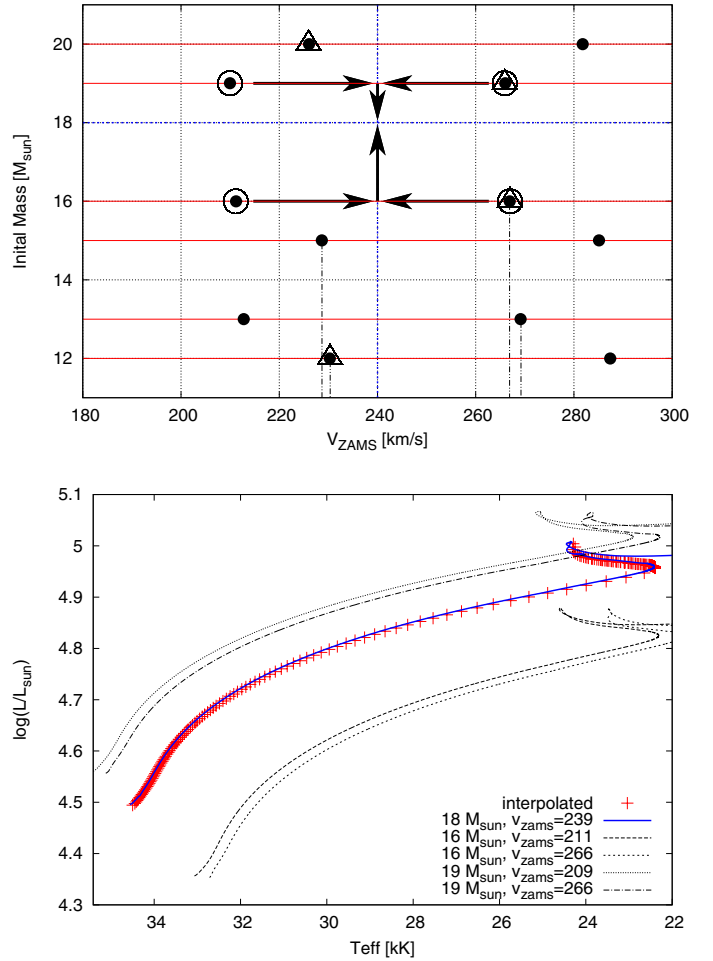 20
18
16
14
12
Inital Mass [Msun]
180 200 220 240 260 280 300
VZAMS [km/s]
5.1
5
4.9
4.8
4.7
4.6
4.5
4.4
4.3
log(L/Lsun)
interpolated
18 Msun, vzams=239
16 Msun, vzams=211
16 Msun, vzams=266
19 Msun, vzams=209
19 Msun, vzams=266
34 32 30 28 26 24 22
Teff [kK]